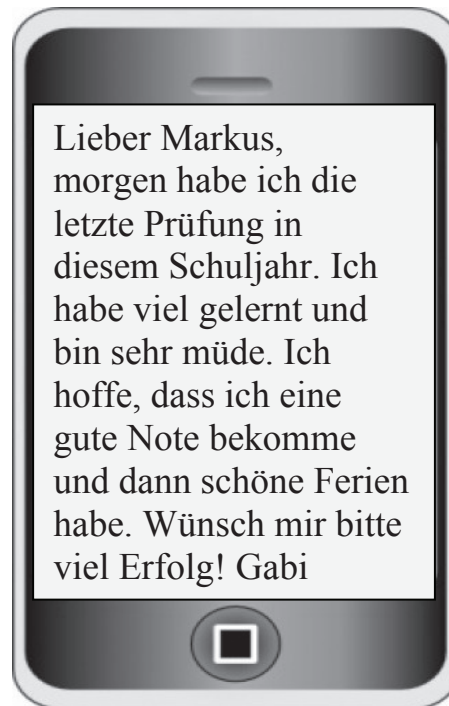 Lieber Markus,
morgen habe ich die
letzte Prüfung in
diesem Schuljahr. Ich
habe viel gelernt und
bin sehr müde. Ich
hoffe, dass ich eine
gute Note bekomme
und dann schöne Ferien
habe. Wünsch mir bitte
viel Erfolg! Gabi